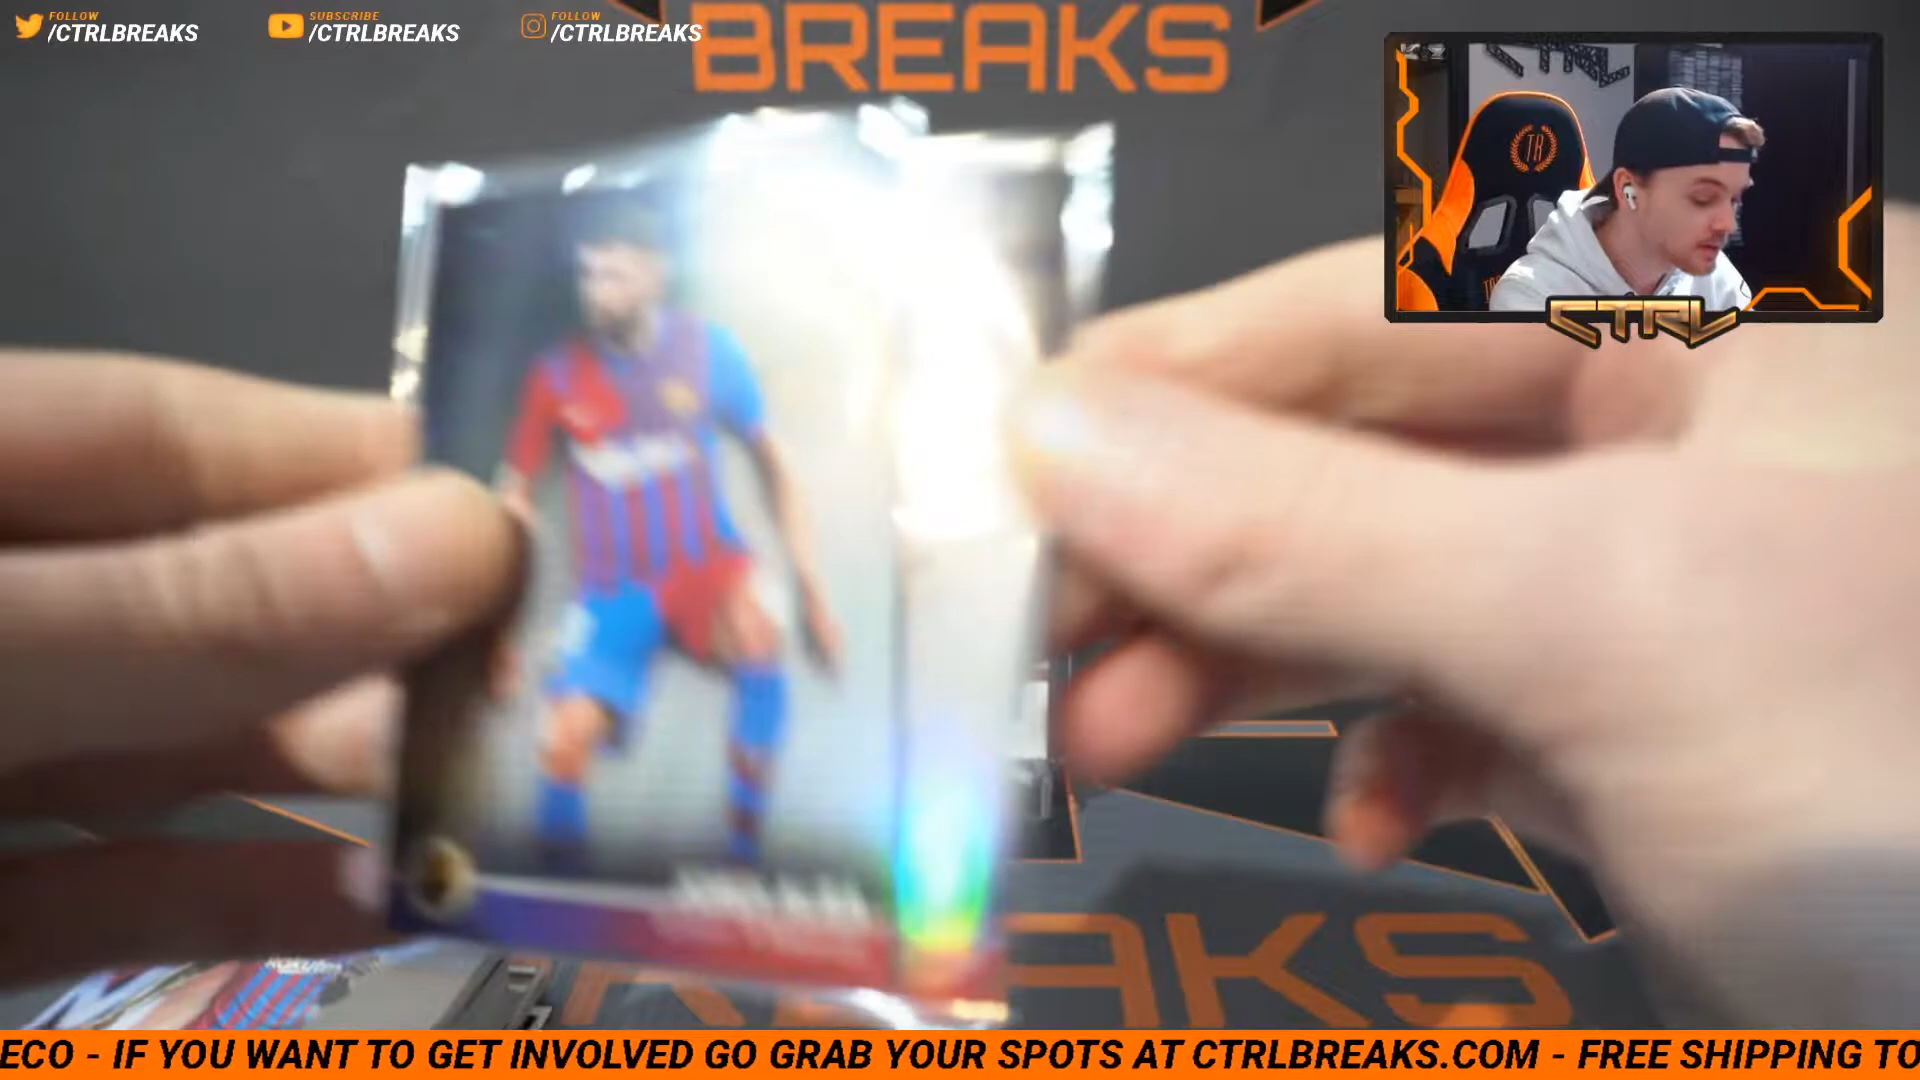 FOLLOW
/CTRLBREAKS
SUBSCRIBE
/CTRLBREAKS
FOLLOW
/CTRLBREAKS
BREAKS
TR
CTRL
ECO - IF YOU WANT TO GET INVOLVED GO GRAB YOUR SPOTS AT CTRLBREAKS.COM - FREE SHIPPING TO